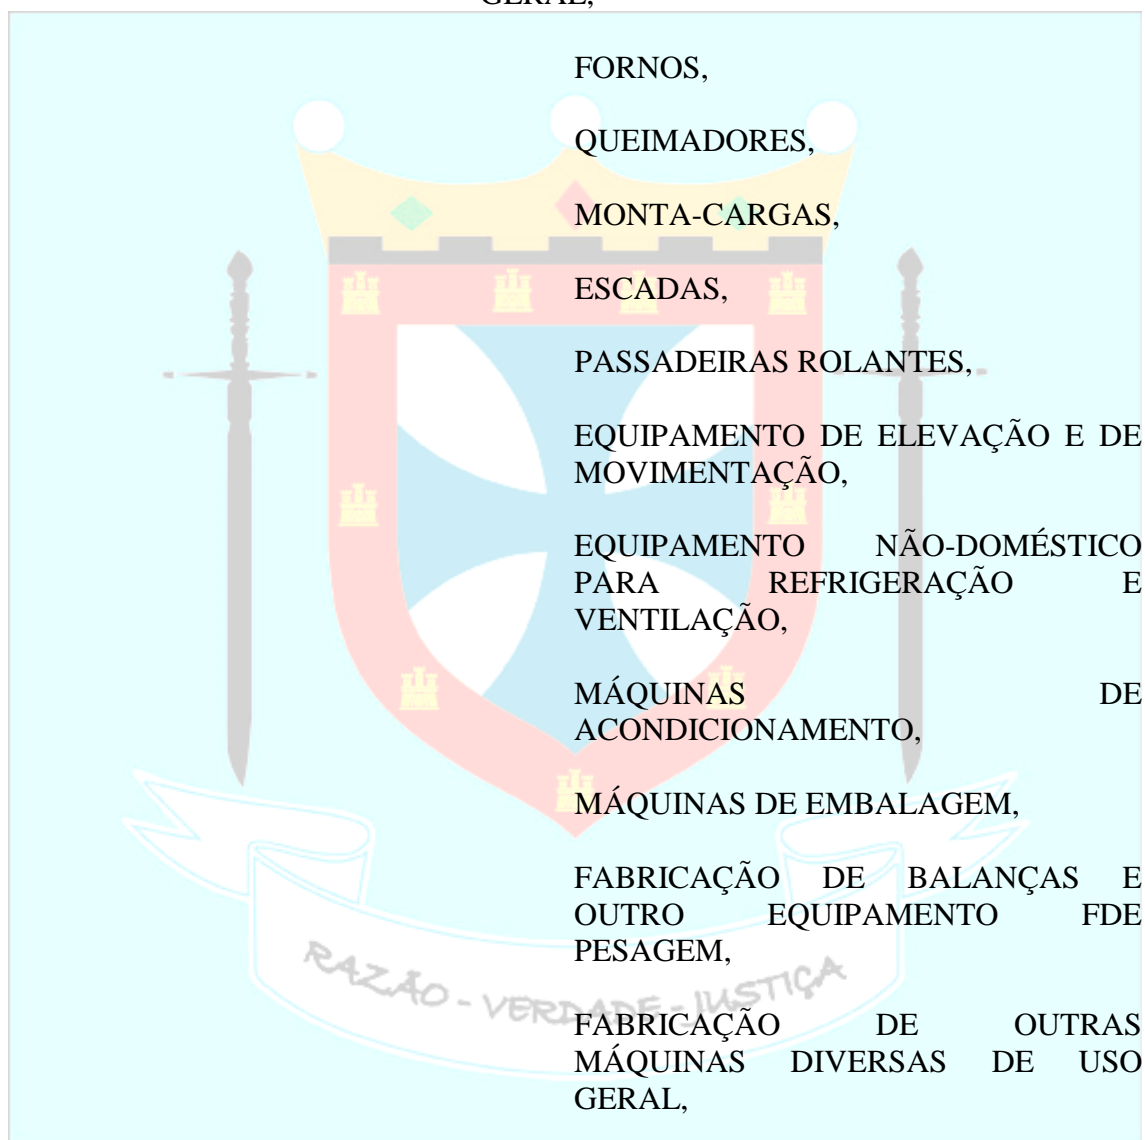 GERAL,
FORNOS,
QUEIMADORES,
MONTA-CARGAS,
ESCADAS,
PASSADEIRAS ROLANTES,
EQUIPAMENTO DE ELEVAÇÃO E DE
MOVIMENTAÇÃO,
EQUIPAMENTO NÃO-DOMÉSTICO
PARA REFRIGERAÇÃO E
VENTILAÇÃO,
MÁQUINAS DE
ACONDICIONAMENTO,
MÁQUINAS DE EMBALAGEM,
FABRICAÇÃO DE BALANÇAS E
OUTRO EQUIPAMENTO FDE
PESAGEM,
RAZÃO - VERDADE - JUSTIÇA
FABRICAÇÃO DE OUTRAS
MÁQUINAS DIVERSAS DE USO
GERAL,